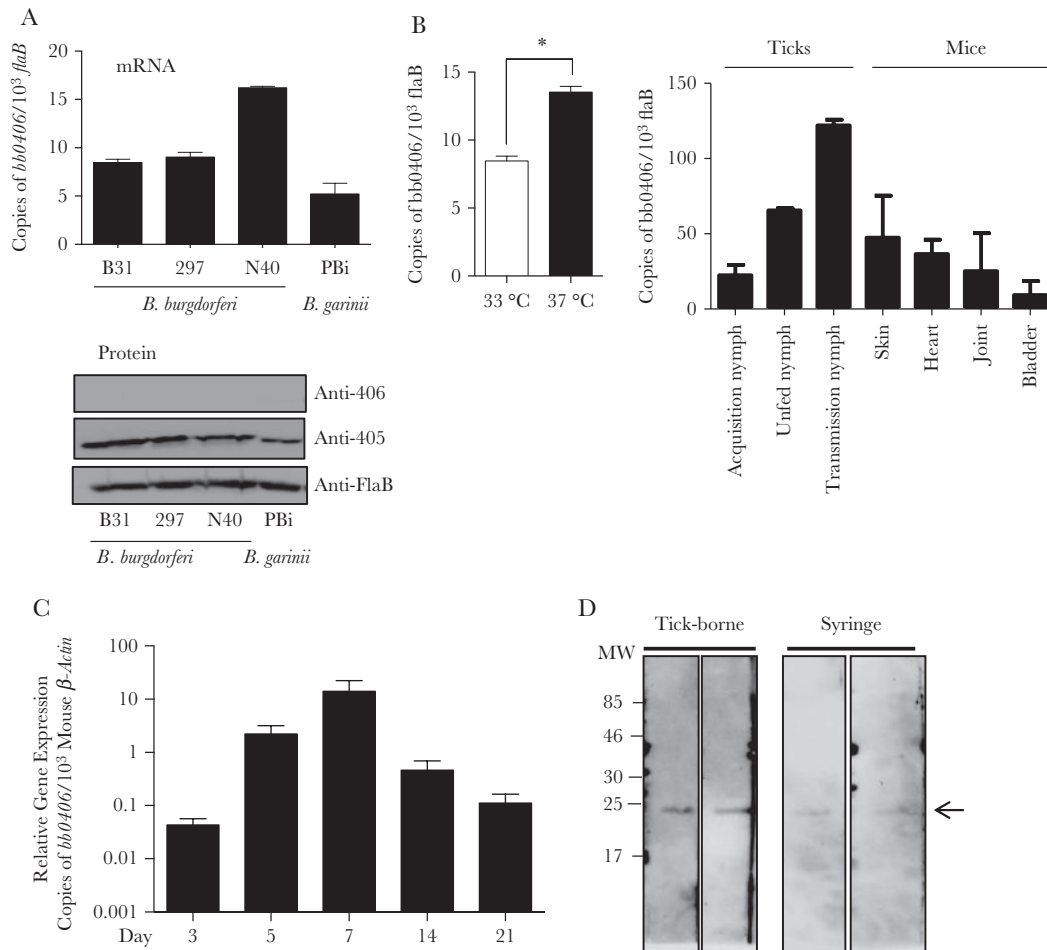 A
Copies of bb0406/10³ flaB
20
15
10
5
0
mRNA
B31 297 N40 PBi
B. burgdorferi B. garinii
Protein
Anti-406
Anti-405
Anti-FlaB
B31 297 N40 PBi
B. burgdorferi B. garinii
B
Copies of bb0406/10³ flaB
15
10
5
0
*
33 °C 37 °C
Ticks Mice
Copies of bb0406/10³ flaB
150
100
50
0
Acquisition nymph
Unfed nymph
Transmission nymph
Skin
Heart
Joint
Bladder
C
Relative Gene Expression
Copies of bb0406/10³ Mouse β-Actin
100
10
1
0.1
0.01
0.001
Day 3 5 7 14 21
D
Tick-borne Syringe
MW
85
46
30
25
17